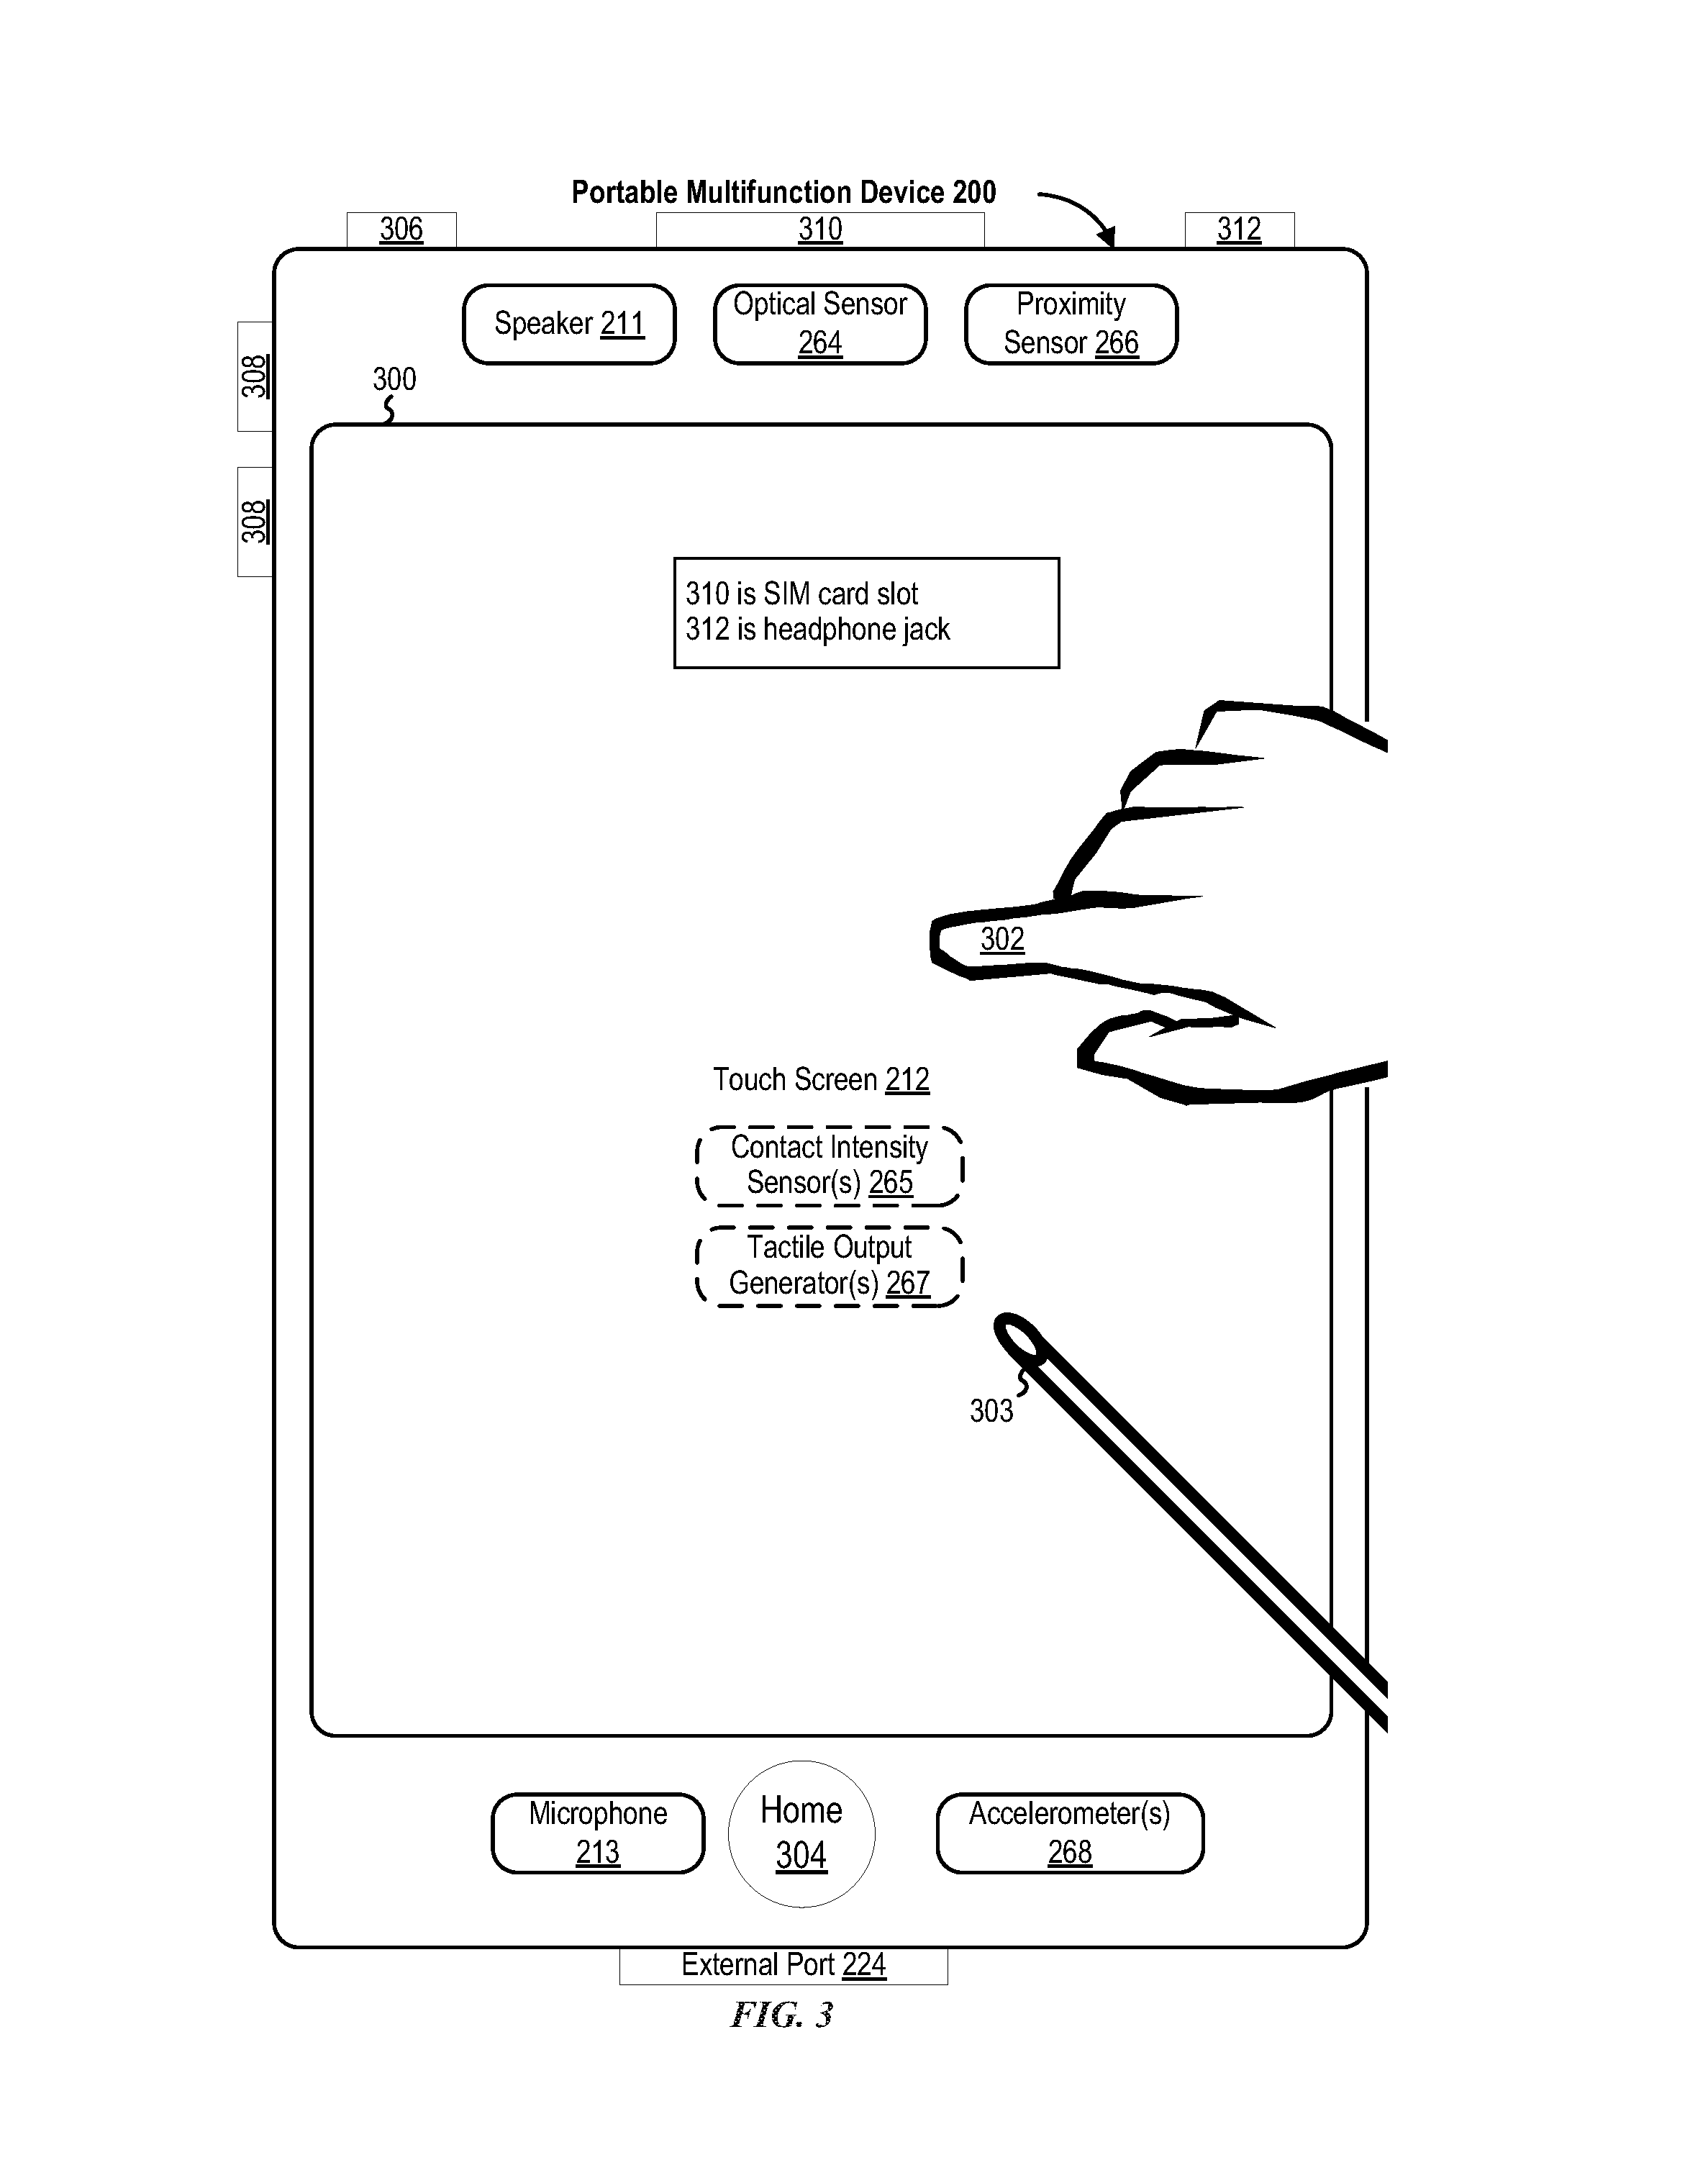 Portable Multifunction Device 200
306
310
312
Speaker 211
Optical Sensor
264
Proximity
Sensor 266
308
300
308
310 is SIM card slot
312 is headphone jack
302
Touch Screen 212
Contact Intensity
Sensor(s) 265
Tactile Output
Generator(s) 267
303
Microphone
213
Home
304
Accelerometer(s)
268
External Port 224
FIG. 3